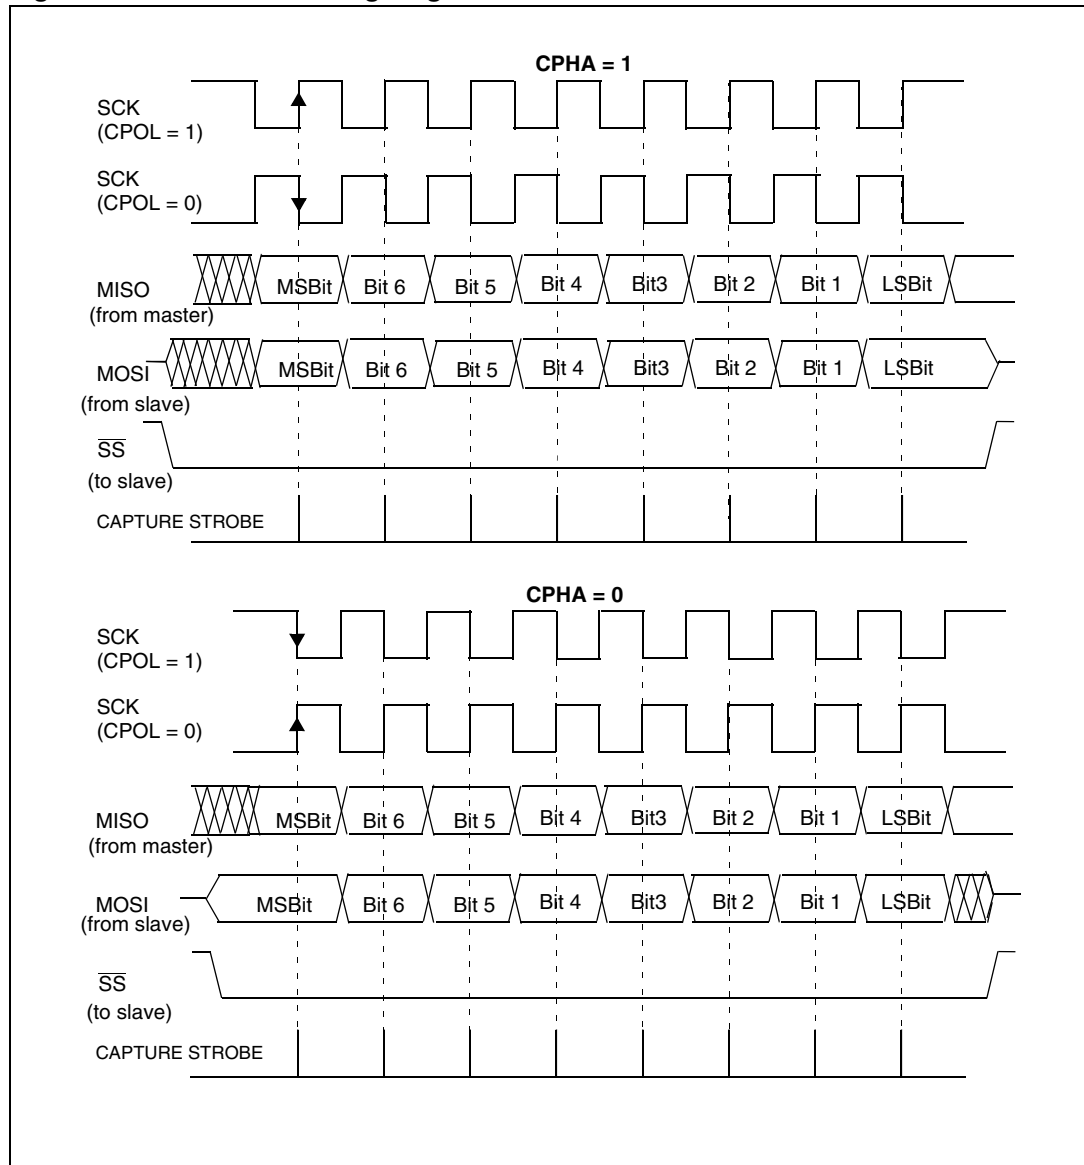 CPHA = 1
SCK
(CPOL = 1)
SCK
(CPOL = 0)
MISO
(from master)
MSBit Bit 6 Bit 5 Bit 4 Bit3 Bit 2 Bit 1 LSBit
MOSI
(from slave)
MSBit Bit 6 Bit 5 Bit 4 Bit3 Bit 2 Bit 1 LSBit
SS
(to slave)
CAPTURE STROBE
CPHA = 0
SCK
(CPOL = 1)
SCK
(CPOL = 0)
MISO
(from master)
MSBit Bit 6 Bit 5 Bit 4 Bit3 Bit 2 Bit 1 LSBit
MOSI
(from slave)
MSBit Bit 6 Bit 5 Bit 4 Bit3 Bit 2 Bit 1 LSBit
SS
(to slave)
CAPTURE STROBE